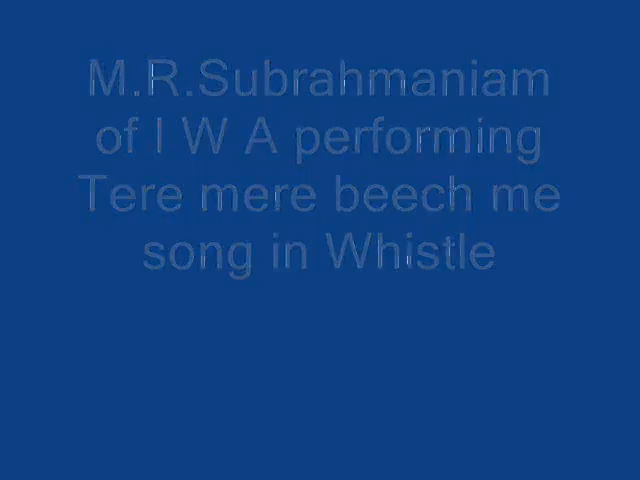 M.R.Subrahmaniam
of I W A performing
Tere mere beech me
song in Whistle